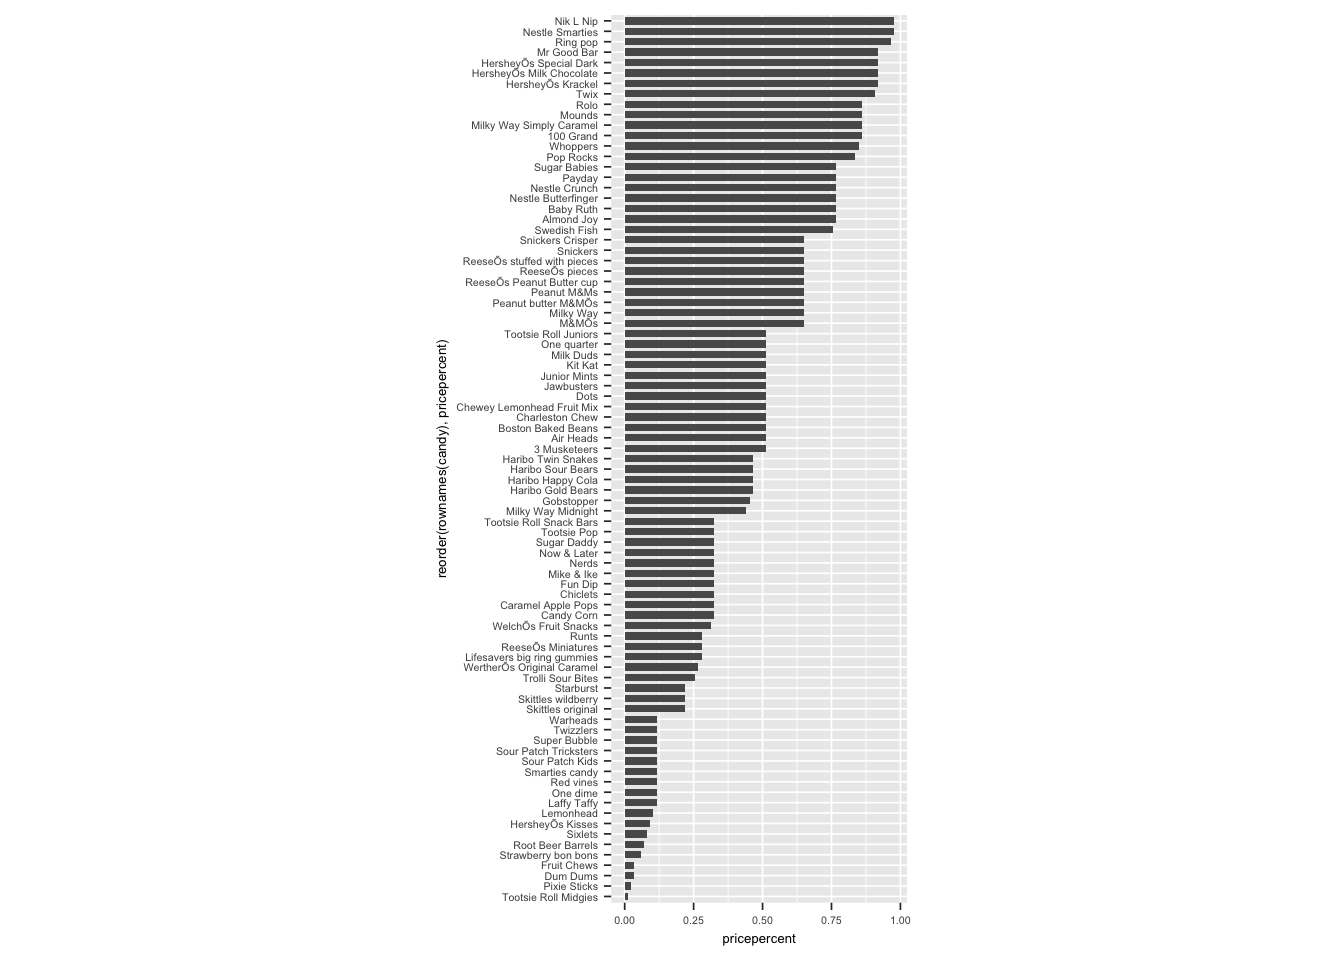 Nik L Nip
Nestle Smarties
Ring pop
Mr Good Bar
HersheyÕs Special Dark
HersheyÕs Milk Chocolate
HersheyÕs Krackel
Twix
Rolo
Mounds
Milky Way Simply Caramel
100 Grand
Whoppers
Pop Rocks
Sugar Babies
Payday
Nestle Crunch
Nestle Butterfinger
Baby Ruth
Almond Joy
Swedish Fish
Snickers Crisper
Snickers
ReeseÕs stuffed with pieces
ReeseÕs pieces
ReeseÕs Peanut Butter cup
Peanut M&Ms
Peanut butter M&MÕs
Milky Way
M&MÕs
Tootsie Roll Juniors
One quarter
Milk Duds
Kit Kat
Junior Mints
Jawbusters
Dots
Chewey Lemonhead Fruit Mix
Charleston Chew
Boston Baked Beans
Air Heads
3 Musketeers
Haribo Twin Snakes
Haribo Sour Bears
Haribo Happy Cola
Haribo Gold Bears
Gobstopper
Milky Way Midnight
Tootsie Roll Snack Bars
Tootsie Pop
Sugar Daddy
Now & Later
Nerds
Mike & Ike
Fun Dip
Chiclets
Caramel Apple Pops
Candy Corn
WelchÕs Fruit Snacks
Runts
ReeseÕs Miniatures
Lifesavers big ring gummies
WertherÕs Original Caramel
Trolli Sour Bites
Starburst
Skittles wildberry
Skittles original
Warheads
Twizzlers
Super Bubble
Sour Patch Tricksters
Sour Patch Kids
Smarties candy
Red vines
One dime
Laffy Taffy
Lemonhead
HersheyÕs Kisses
Sixlets
Root Beer Barrels
Strawberry bon bons
Fruit Chews
Dum Dums
Pixie Sticks
Tootsie Roll Midgies
reorder(rownames(candy), pricepercent)
0.00 0.25 0.50 0.75 1.00
pricepercent